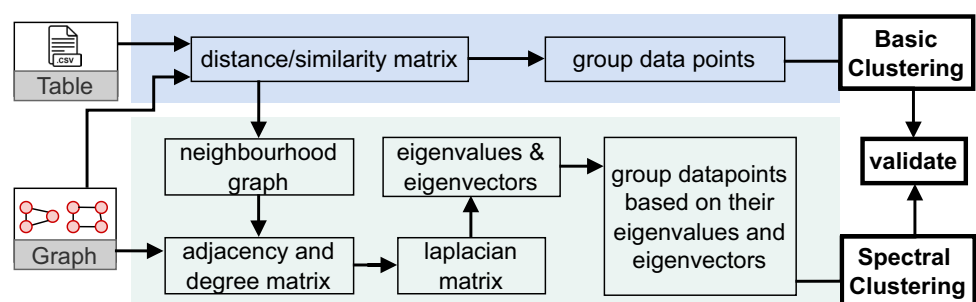 .CSV
Table
distance/similarity matrix
group data points
Basic
Clustering
neighbourhood
graph
eigenvalues &
eigenvectors
group datapoints
based on their
eigenvalues and
eigenvectors
validate
Graph
adjacency and
degree matrix
laplacian
matrix
Spectral
Clustering